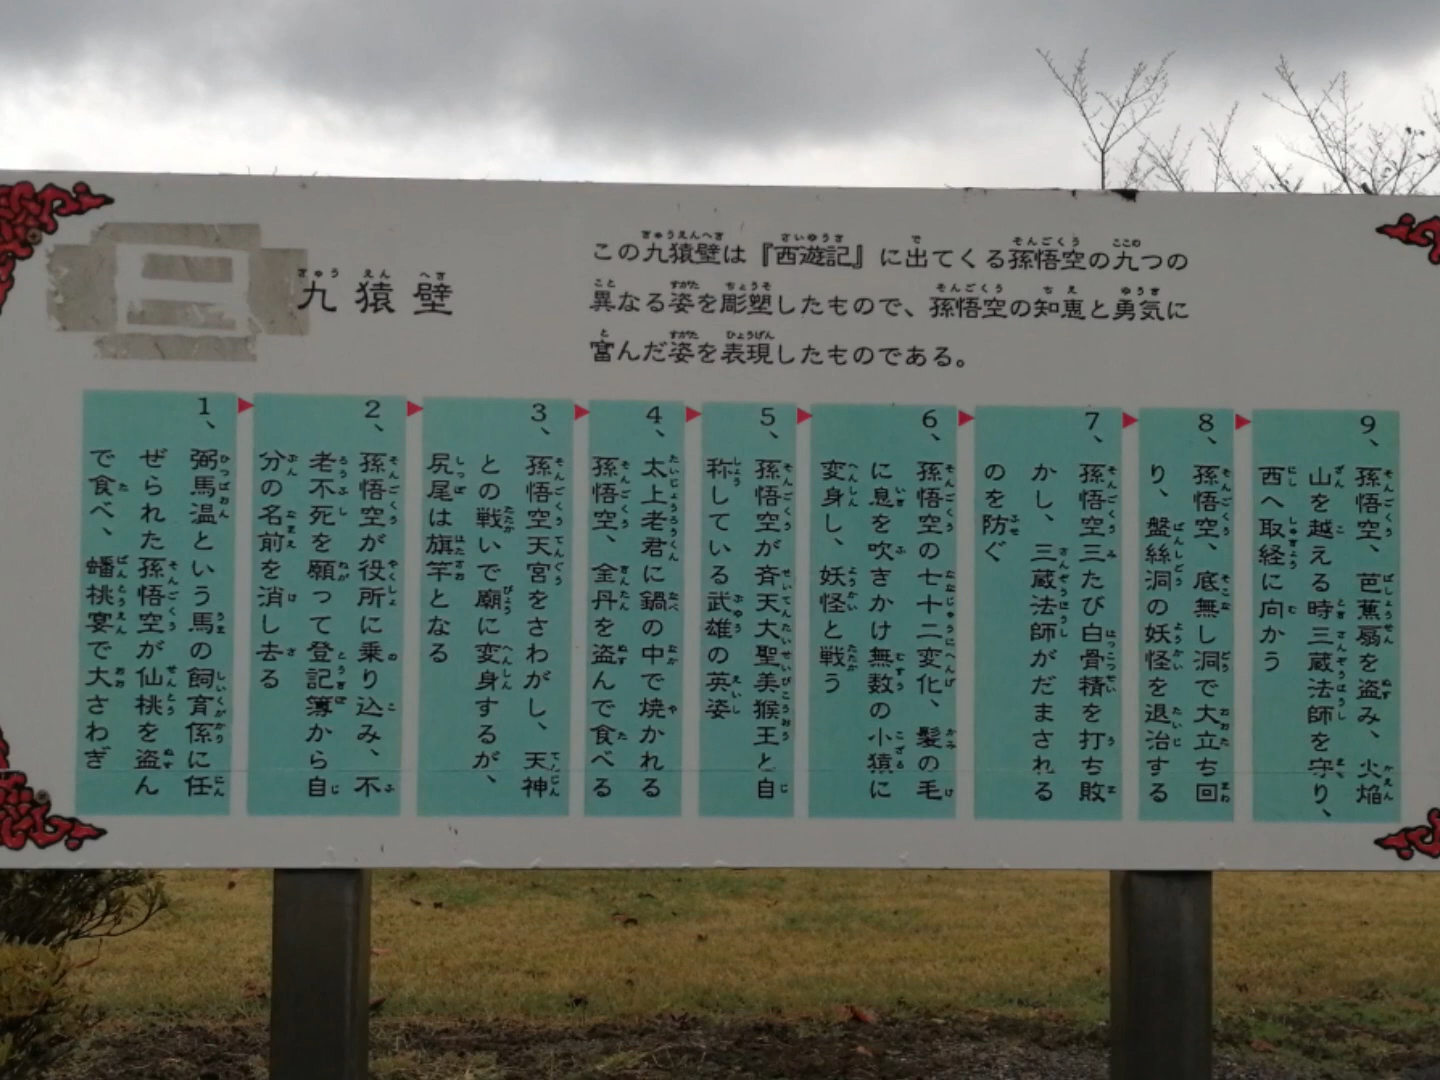 九猿壁
この九猿壁は『西遊記』に出てくる孫悟空の九つの
異なる姿を彫塑したもので、孫悟空の知恵と勇気に
富んだ姿を表現したものである。
1、弼馬温という馬の飼育係に任
ぜられた孫悟空が仙桃を盗ん
で食べ、蟠桃宴で大さわぎ
2、孫悟空が役所に乗り込み、不
老不死を願って登記簿から自
分の名前を消し去る
3、孫悟空天宮をさわがし、天神
との戦いで廟に変身するが、
尻尾は旗竿となる
4、太上老君に鍋の中で焼かれる
孫悟空、金丹を盗んで食べる
5、孫悟空が斉天大聖美猴王と自
称している武雄の英姿
6、孫悟空の七十二変化、髪の毛
に息を吹きかけ無数の小猿に
変身し、妖怪と戦う
7、孫悟空三たび白骨精を打ち敗
かし、三蔵法師がだまされる
のを防ぐ
8、孫悟空、底無し洞で大立ち回
り、盤絲洞の妖怪を退治する
9、孫悟空、芭蕉扇を盗み、火焔
山を越える時三蔵法師を守り、
西へ取経に向かう